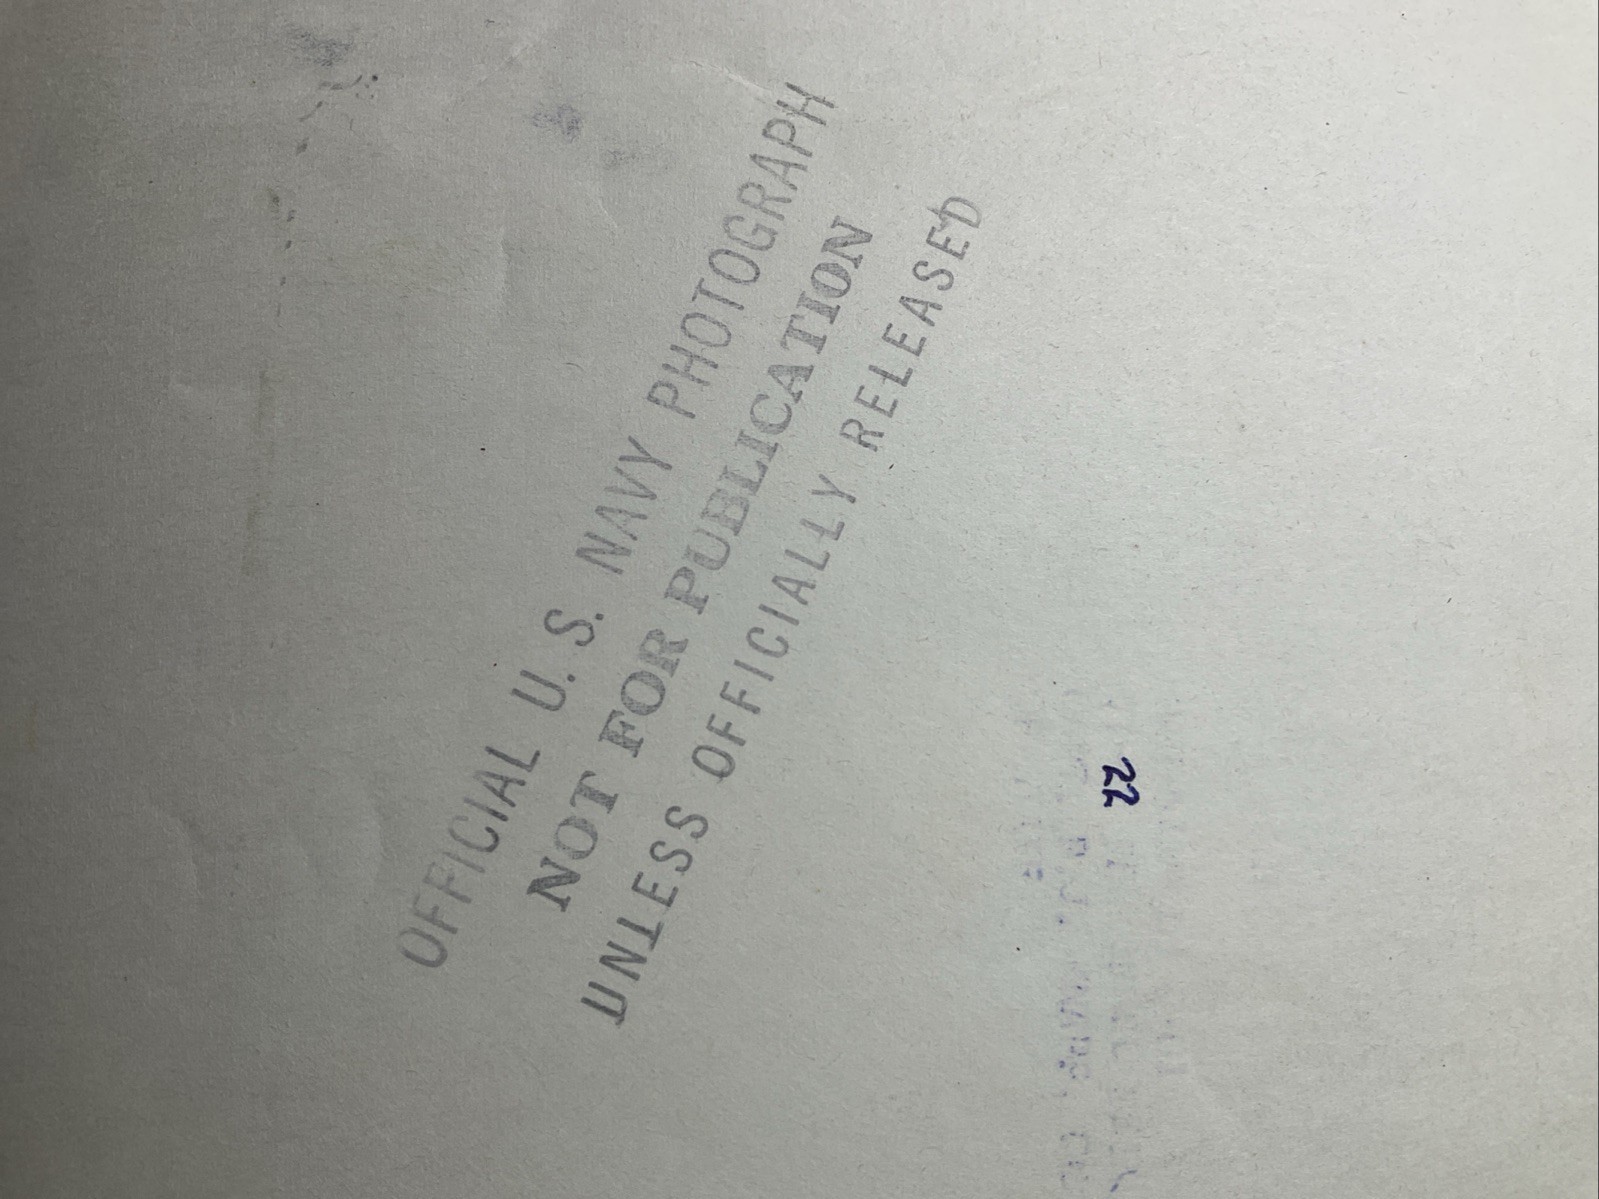 OFFICIAL U. S. NAVY PHOTOGRAPH
NOT FOR PUBLICATION
UNLESS OFFICIALLY RELEASED
22